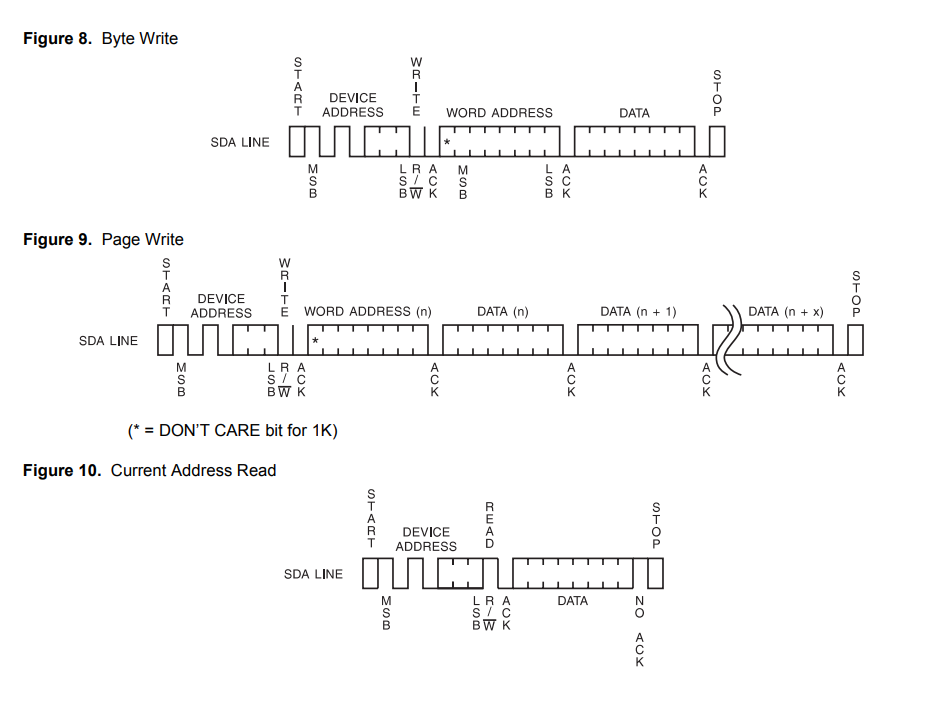 Figure 8. Byte Write
START
WRITE
STOP
DEVICE
ADDRESS
WORD ADDRESS
DATA
SDA LINE
*
MSB
LSB
R/W
ACK
MSB
LSB
ACK
ACK
Figure 9. Page Write
START
WRITE
STOP
DEVICE
ADDRESS
WORD ADDRESS (n)
DATA (n)
DATA (n + 1)
DATA (n + x)
SDA LINE
*
MSB
LSB
R/W
ACK
ACK
ACK
ACK
ACK
(* = DON'T CARE bit for 1K)
Figure 10. Current Address Read
START
READ
STOP
DEVICE
ADDRESS
SDA LINE
MSB
LSB
R/W
ACK
DATA
NO ACK